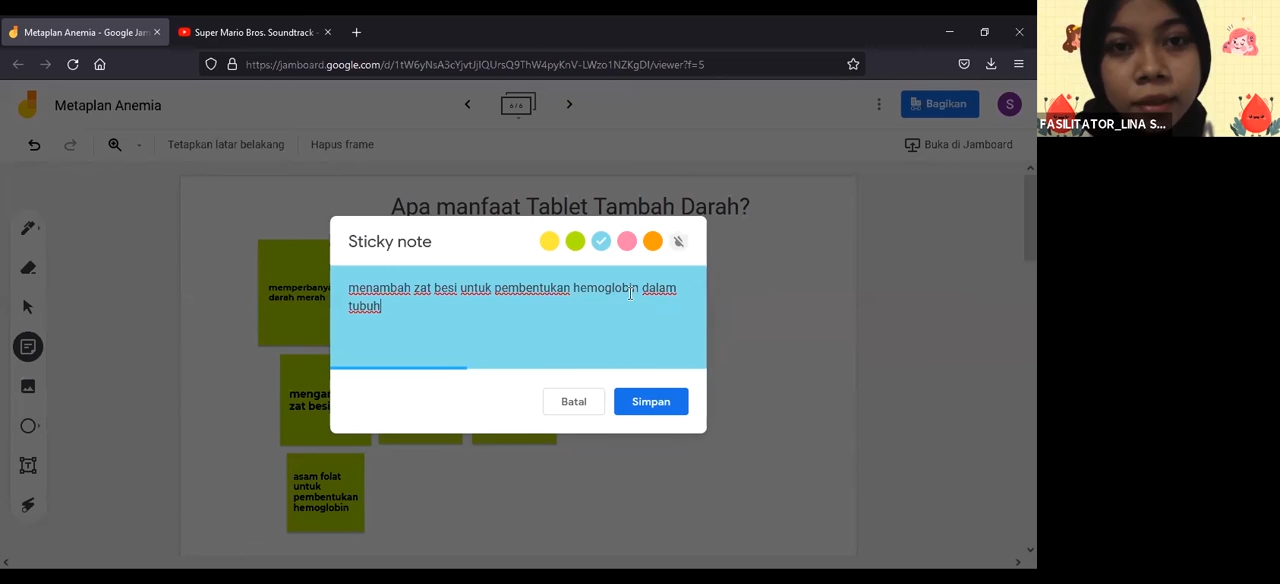 Metaplan Anemia - Google Jam
Super Mario Bros. Soundtrack -
https://jamboard.google.com/d/1tW6yNsA3cYjvtJjIQUrsQ9ThW4pyKnV-LWzo1NZKgDI/viewer?f=5
Metaplan Anemia
6/6
Bagikan
S
Tetapkan latar belakang
Hapus frame
Buka di Jamboard
FASILITATOR_LINA S...
Apa manfaat Tablet Tambah Darah?
Sticky note
menambah zat besi untuk pembentukan hemoglobin dalam
tubuh
Batal
Simpan
darah merah
zat besi
asam folat
untuk
pembentukan
hemoglobin